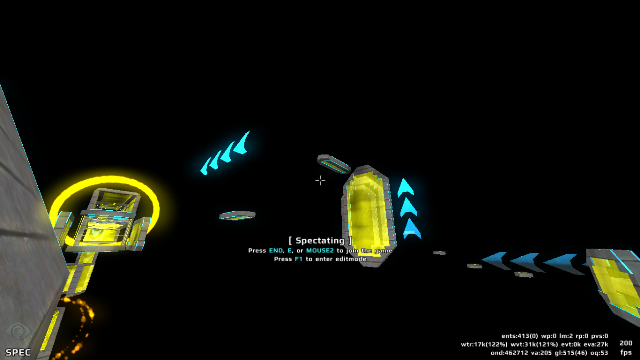 [ Spectating ]
Press END, E, or MOUSE2 to join the game
Press F1 to enter editmode
ents:413(0) wp:0 lm:2 rp:0 pvs:0
wtr:17k(122%) wvt:31k(121%) evt:0k eva:27k
ond:462712 va:205 gl:515(46) oq:53
200
fps
SPEC